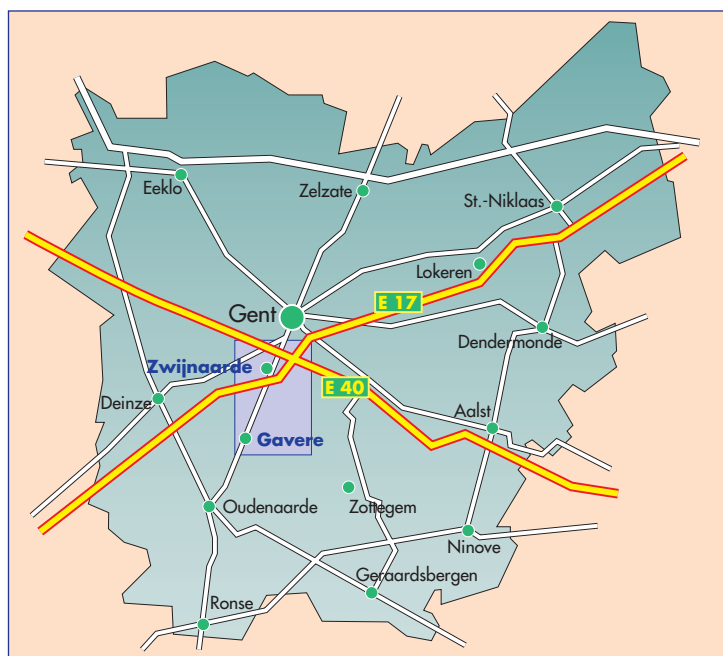 Eeklo
Zelzate
St.-Niklaas
Lokeren
E 17
Gent
Dendermonde
Zwijnaarde
E 40
Deinze
Aalst
Gavere
Oudenaarde
Zottegem
Ninove
Geraardsbergen
Ronse